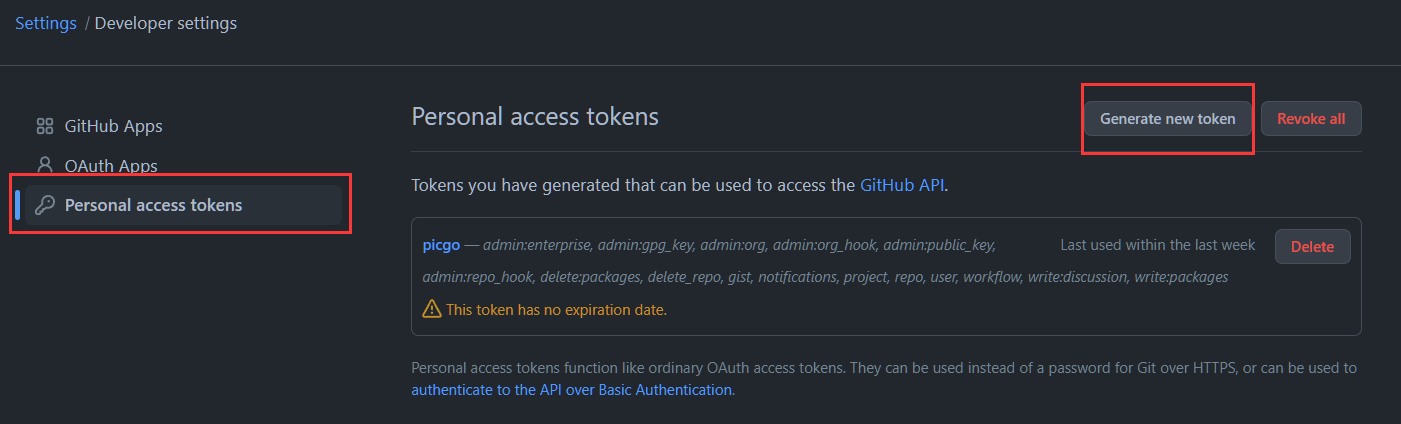 Settings / Developer settings
GitHub Apps
OAuth Apps
Personal access tokens
Personal access tokens
Generate new token
Revoke all
Tokens you have generated that can be used to access the GitHub API.
picgo — admin:enterprise, admin:gpg_key, admin:org, admin:org_hook, admin:public_key,
Last used within the last week
Delete
admin:repo_hook, delete:packages, delete_repo, gist, notifications, project, repo, user, workflow, write:discussion, write:packages
This token has no expiration date.
Personal access tokens function like ordinary OAuth access tokens. They can be used instead of a password for Git over HTTPS, or can be used to
authenticate to the API over Basic Authentication.